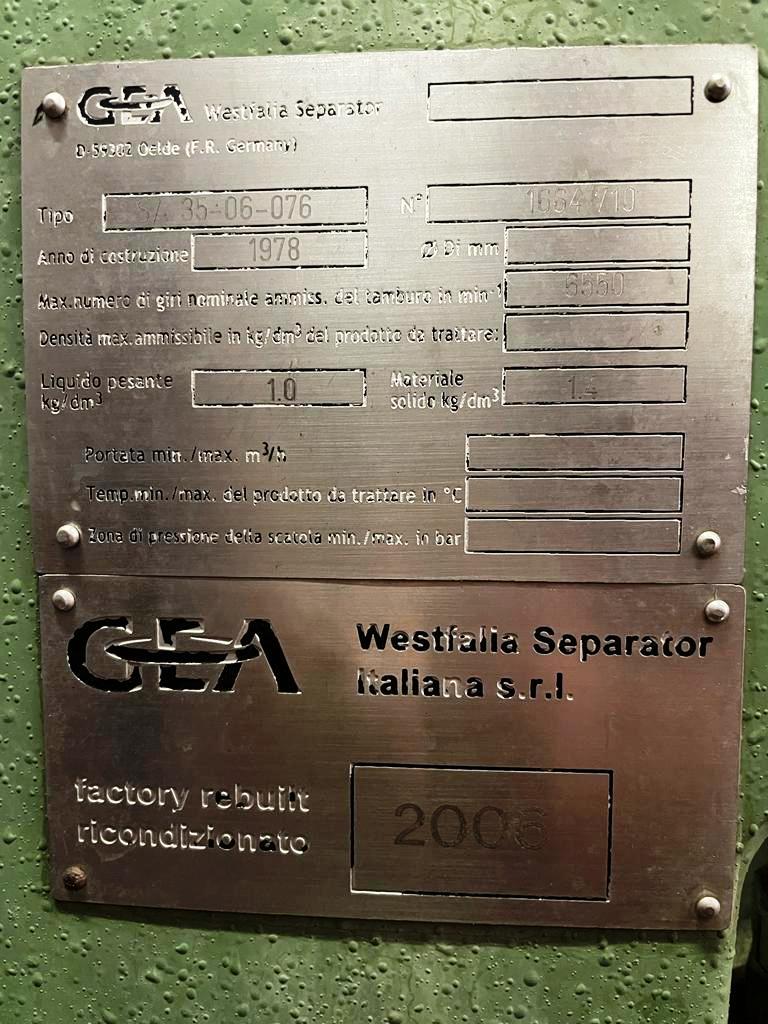 GEA Westfalia Separator
D-59302 Oelde (F.R. Germany)
Tipo 35-06-076 N°
Anno di costruzione 1978 Ø Di mm
Max.numero di giri nominale ammiss. del tamburo in min⁻¹ 6550
Densità max.ammissibile in kg/dm³ del prodotto da trattare:
Liquido pesante kg/dm³ 1.0 Materiale solido kg/dm³ 1.4
Portata min./max. m³/h
Temp.min./max. del prodotto da trattare in °C
Zona di pressione della scatola min./max. in bar
GEA Westfalia Separator
Italiana s.r.l.
factory rebuilt
ricondizionato 2006